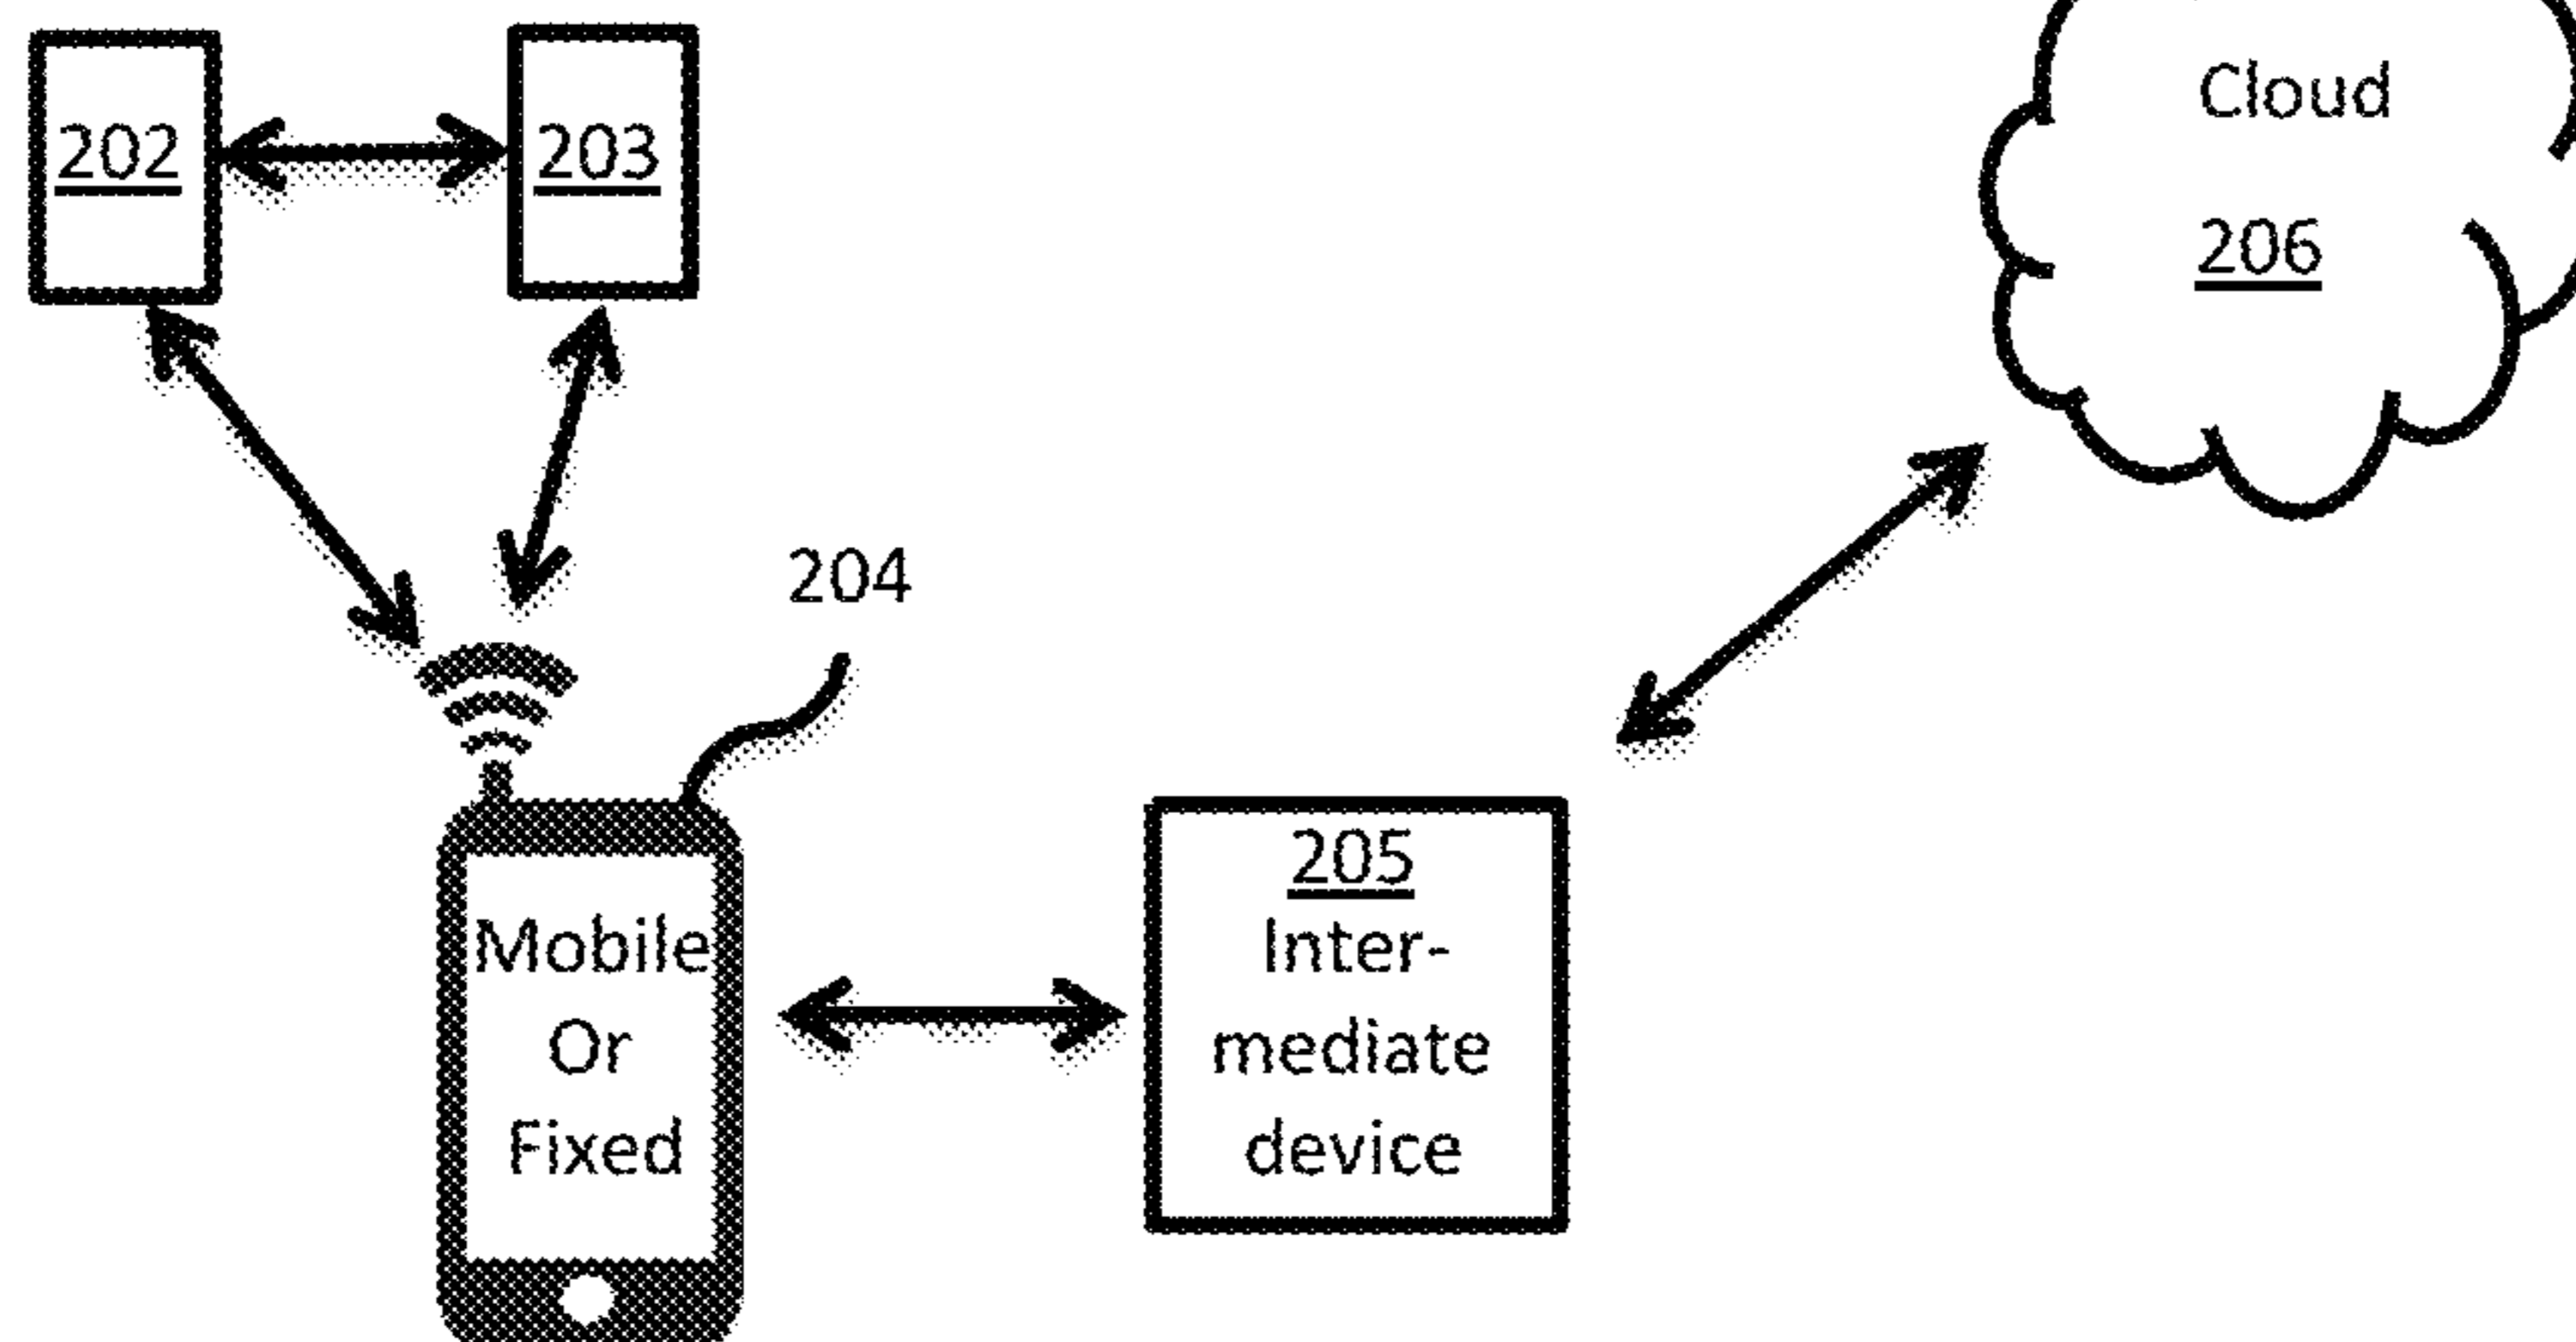 202
203
Cloud
206
204
205
Inter-
mediate
device
Mobile
Or
Fixed